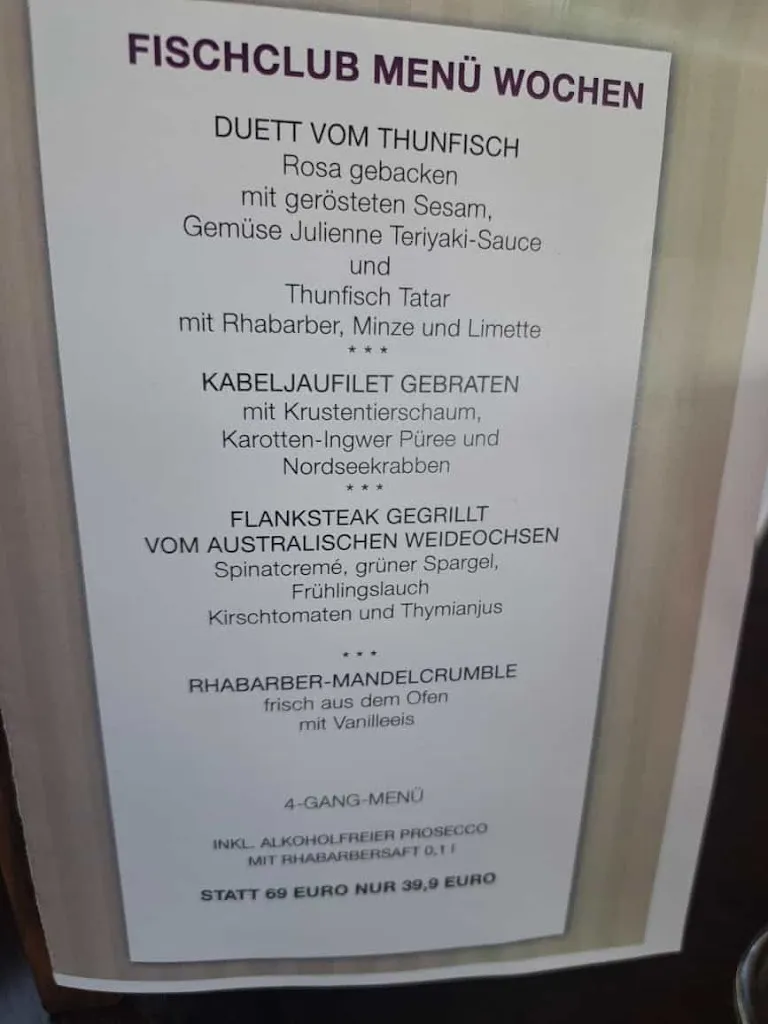 FISCHCLUB MENÜ WOCHEN
DUETT VOM THUNFISCH
Rosa gebacken
mit gerösteten Sesam,
Gemüse Julienne Teriyaki-Sauce
und
Thunfisch Tatar
mit Rhabarber, Minze und Limette
* * *
KABELJAUFILET GEBRATEN
mit Krustentierschaum,
Karotten-Ingwer Püree und
Nordseekrabben
* * *
FLANKSTEAK GEGRILLT
VOM AUSTRALISCHEN WEIDEOCHSEN
Spinatcremé, grüner Spargel,
Frühlingslauch
Kirschtomaten und Thymianjus
* * *
RHABARBER-MANDELCRUMBLE
frisch aus dem Ofen
mit Vanilleeis
4-GANG-MENÜ
INKL. ALKOHOLFREIER PROSECCO
MIT RHABARBERSAFT 0,1 l
STATT 69 EURO NUR 39,9 EURO